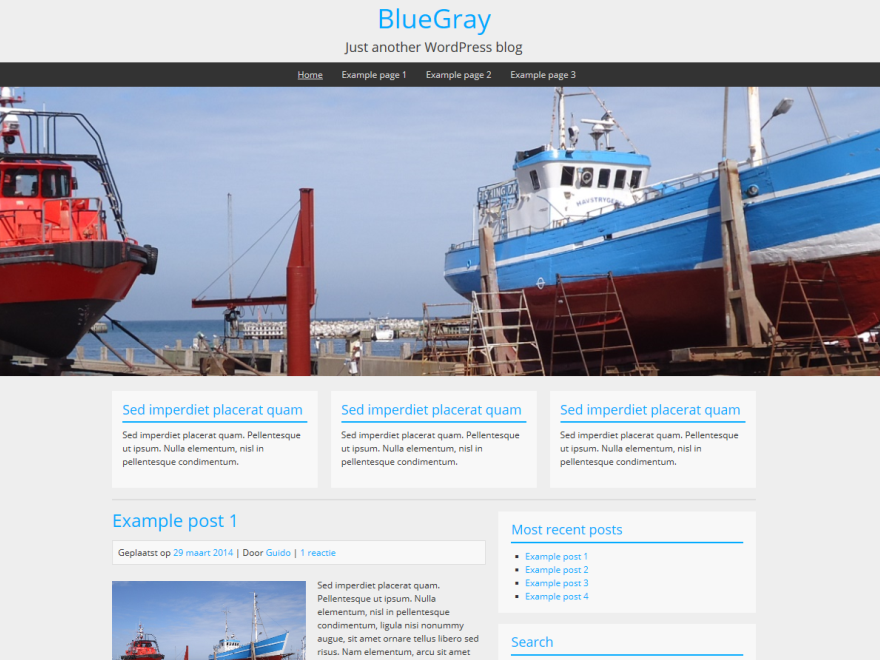 BlueGray
Just another WordPress blog
Home Example page 1 Example page 2 Example page 3
Sed imperdiet placerat quam
Sed imperdiet placerat quam. Pellentesque
ut ipsum. Nulla elementum, nisl in
pellentesque condimentum.
Sed imperdiet placerat quam
Sed imperdiet placerat quam. Pellentesque
ut ipsum. Nulla elementum, nisl in
pellentesque condimentum.
Sed imperdiet placerat quam
Sed imperdiet placerat quam. Pellentesque
ut ipsum. Nulla elementum, nisl in
pellentesque condimentum.
Example post 1
Geplaatst op 29 maart 2014 | Door Guido | 1 reactie
Sed imperdiet placerat quam.
Pellentesque ut ipsum. Nulla
elementum, nisl in pellentesque
condimentum, ligula nisi nonummy
augue, sit amet ornare tellus libero sed
risus. Nam elementum, arcu sit amet
Most recent posts
Example post 1
Example post 2
Example post 3
Example post 4
Search